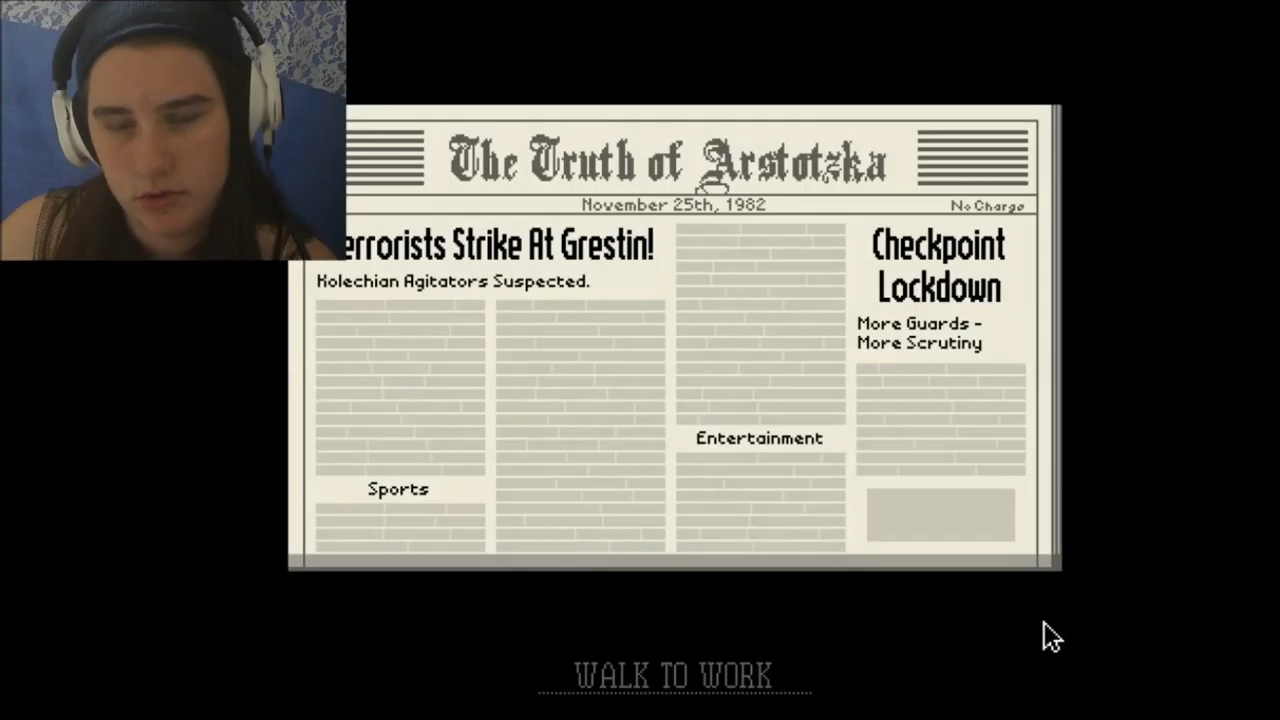 The Truth of Arstotzka
November 25th, 1982
No Charge
errorists Strike At Grestin!
Kolechian Agitators Suspected.
Checkpoint
Lockdown
More Guards -
More Scrutiny
Entertainment
Sports
WALK TO WORK